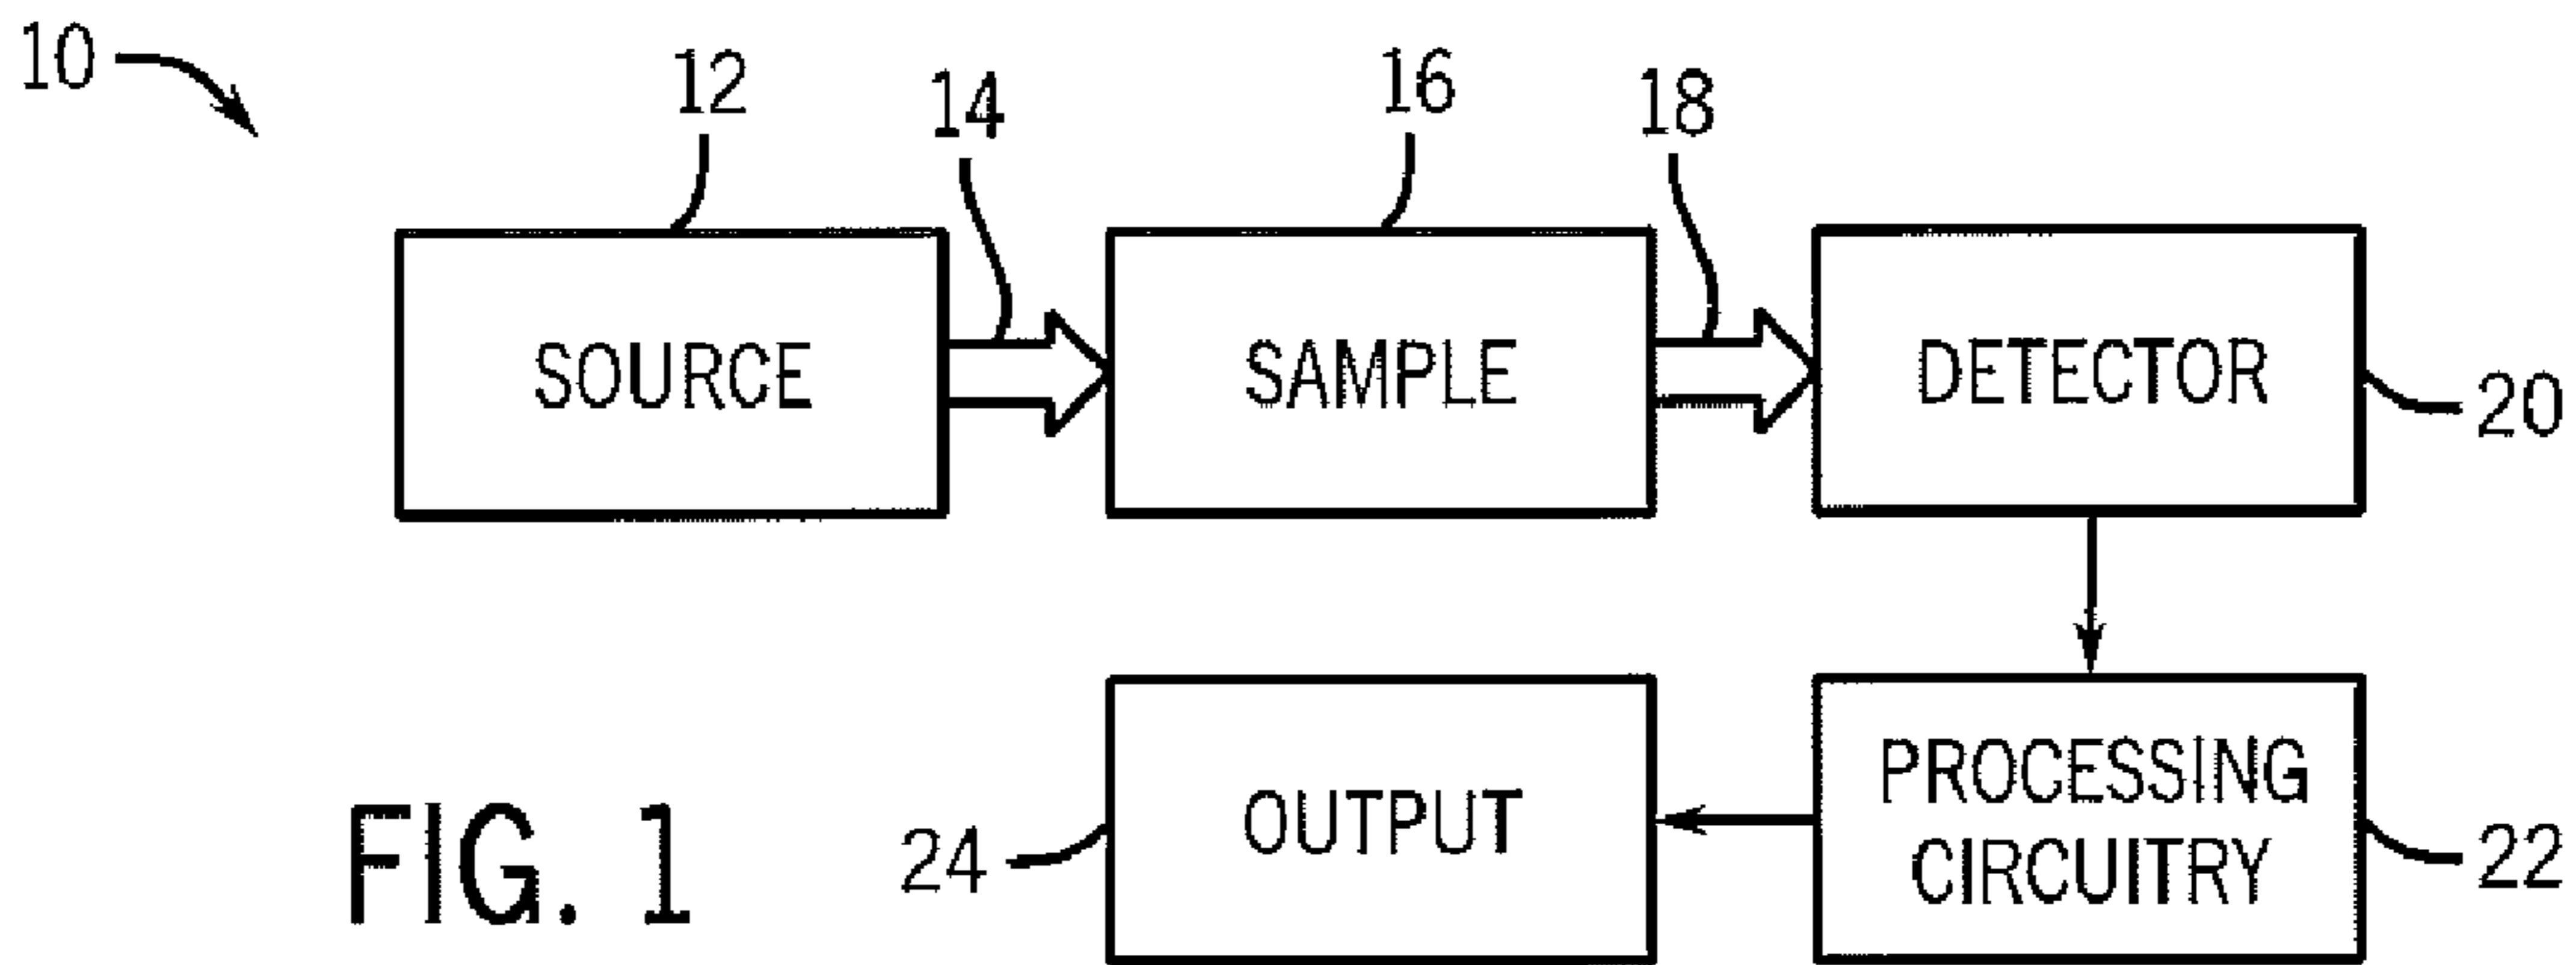 10
12
14
16
18
SOURCE
SAMPLE
DETECTOR
20
OUTPUT
PROCESSING
CIRCUITRY
24
22
FIG. 1